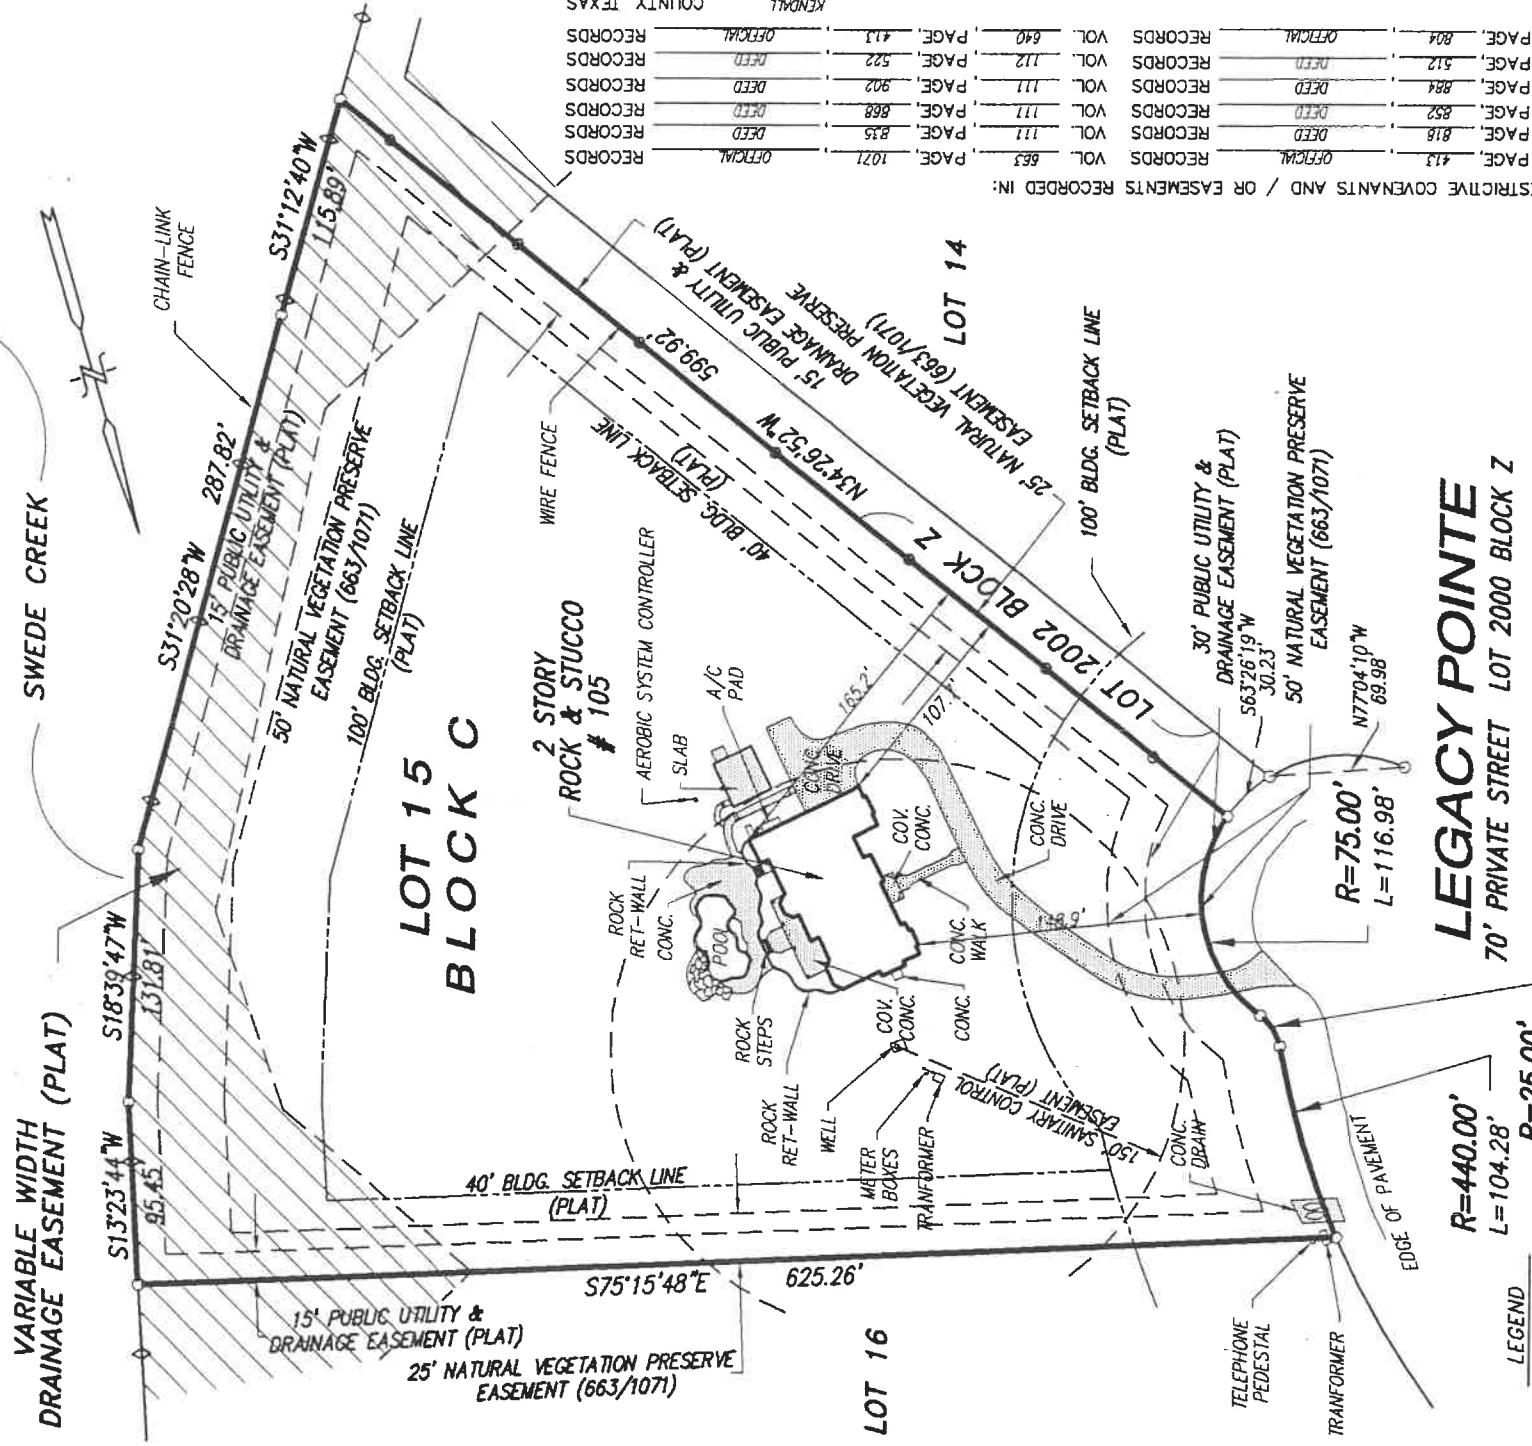 VARIABLE WIDTH
DRAINAGE EASEMENT (PLAT)
SWEDE CREEK
CHAIN-LINK
FENCE
S13°23'44"W
95.45'
S18°39'47"W
131.81'
S31°20'28"W
287.82'
S31°12'40"W
115.89'
15' PUBLIC UTILITY &
DRAINAGE EASEMENT (PLAT)
50' NATURAL VEGETATION PRESERVE
EASEMENT (663/1071)
100' BLDG. SETBACK LINE
(PLAT)
LOT 15
BLOCK C
2 STORY
ROCK & STUCCO
# 105
AEROBIC SYSTEM CONTROLLER
SLAB
A/C
PAD
WIRE FENCE
40' BLDG. SETBACK LINE
(PLAT)
N34°26'52"W
599.92'
15' PUBLIC UTILITY &
DRAINAGE EASEMENT (PLAT)
25' NATURAL VEGETATION PRESERVE
EASEMENT (663/1071)
LOT 14
LOT 2002 BLOCK Z
165.2'
CONC.
DRIVE
COV.
CONC.
CONC.
DRIVE
CONC.
WALK
ROCK
RET-WALL
CONC.
POOL
ROCK
STEPS
ROCK
RET-WALL
COV.
CONC.
CONC.
WELL
METER
BOXES
TRANFORMER
150' SANITARY CONTROL
EASEMENT (PLAT)
CONC.
DRAIN
40' BLDG. SETBACK LINE
(PLAT)
S75°15'48"E
625.26'
15' PUBLIC UTILITY &
DRAINAGE EASEMENT (PLAT)
25' NATURAL VEGETATION PRESERVE
EASEMENT (663/1071)
LOT 16
TELEPHONE
PEDESTAL
TRANFORMER
EDGE OF PAVEMENT
100' BLDG. SETBACK LINE
(PLAT)
30' PUBLIC UTILITY &
DRAINAGE EASEMENT (PLAT)
S63°26'19"W
30.23'
50' NATURAL VEGETATION PRESERVE
EASEMENT (663/1071)
N77°04'10"W
69.98'
R=75.00'
L=116.98'
LEGACY POINTE
70' PRIVATE STREET LOT 2000 BLOCK Z
R=440.00'
L=104.28'
R=25.00'
LEGEND
RESTRICTIVE COVENANTS AND / OR EASEMENTS RECORDED IN:
PAGE, 413, OFFICIAL RECORDS VOL. 663, PAGE, 1071, OFFICIAL RECORDS
PAGE, 818, DEED RECORDS VOL. 111, PAGE, 835, DEED RECORDS
PAGE, 852, DEED RECORDS VOL. 111, PAGE, 868, DEED RECORDS
PAGE, 884, DEED RECORDS VOL. 111, PAGE, 902, DEED RECORDS
PAGE, 512, DEED RECORDS VOL. 112, PAGE, 522, DEED RECORDS
PAGE, 804, OFFICIAL RECORDS VOL. 640, PAGE, 413, OFFICIAL RECORDS
KENDALL COUNTY TEXAS